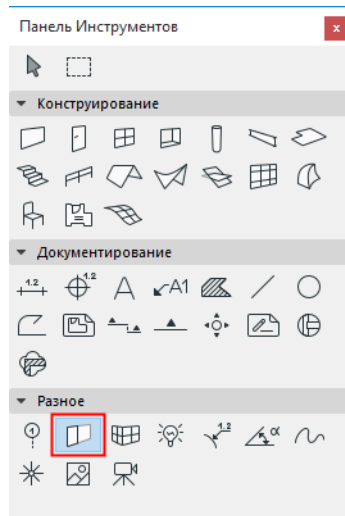 Панель Инструментов
x
Конструирование
Документирование
1.2 1.2 A A1
Разное
1 1.2 α